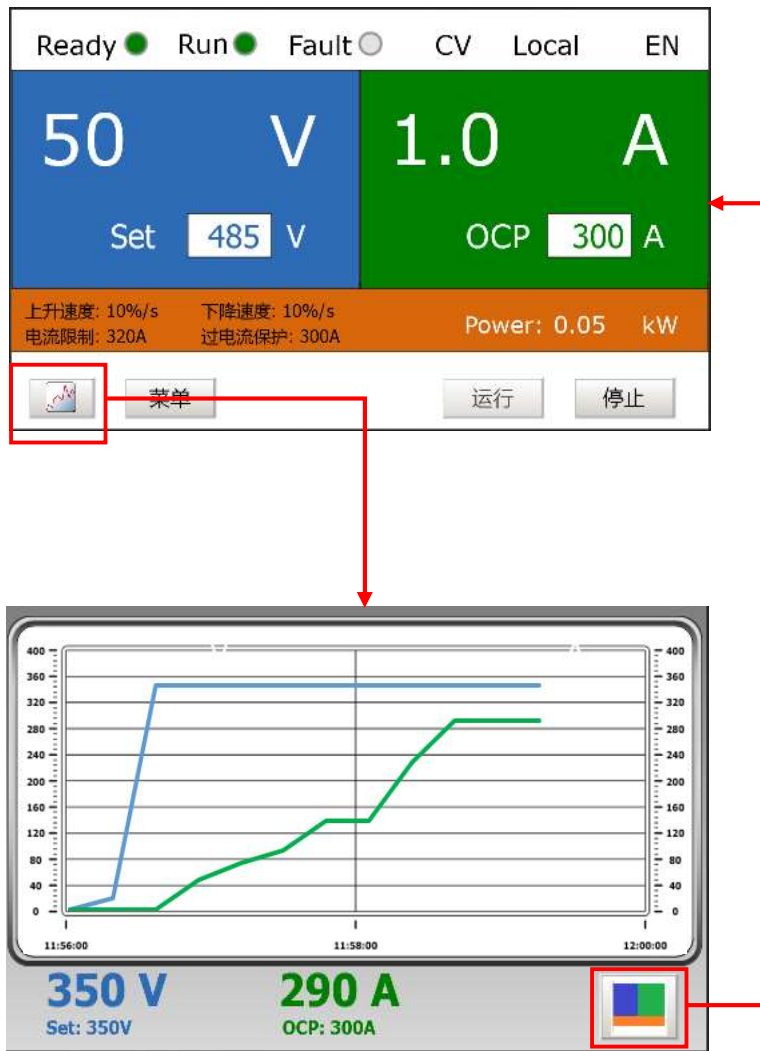 Ready Run Fault CV Local EN
50 V 1.0 A
Set 485 V OCP 300 A
上升速度: 10%/s 下降速度: 10%/s
电流限制: 320A 过电流保护: 300A
Power: 0.05 kW
菜单 运行 停止
V A
400 400
360 360
320 320
280 280
240 240
200 200
160 160
120 120
80 80
40 40
0 0
11:56:00 11:58:00 12:00:00
350 V 290 A
Set: 350V OCP: 300A